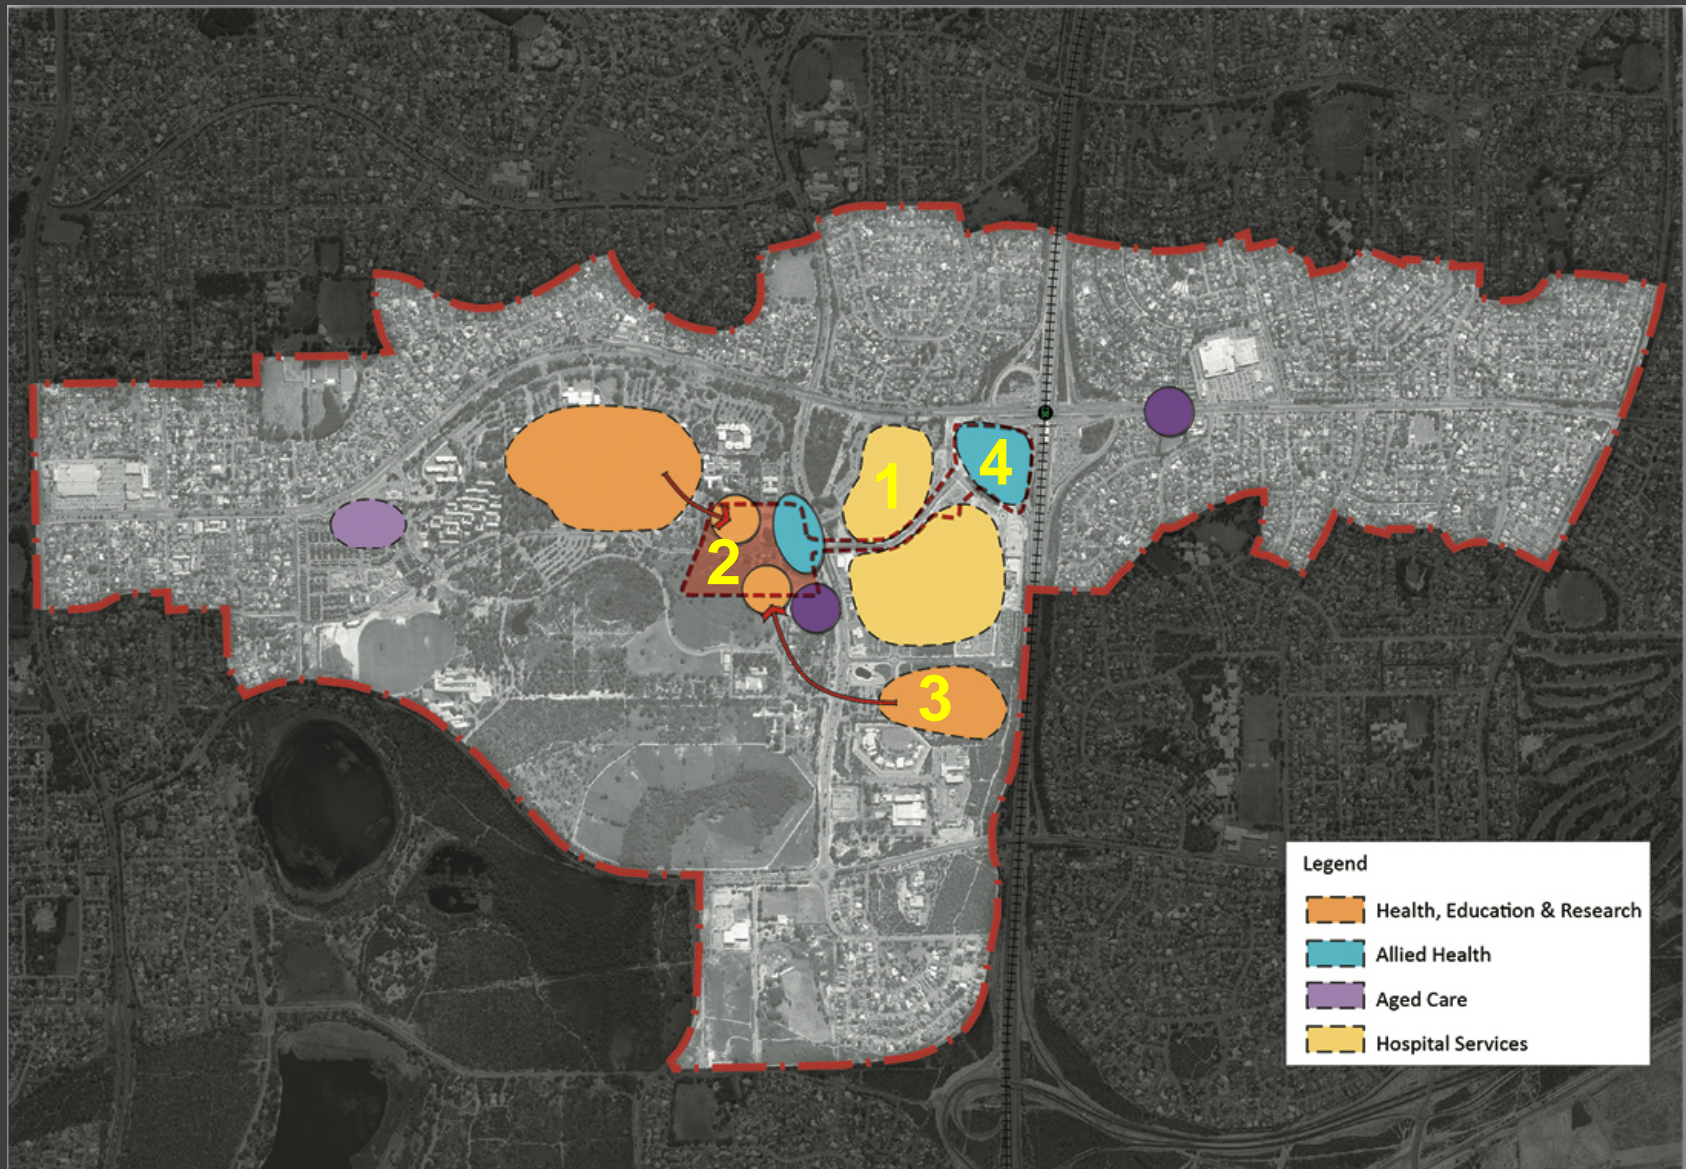 1
4
2
3
Legend
Health, Education & Research
Allied Health
Aged Care
Hospital Services